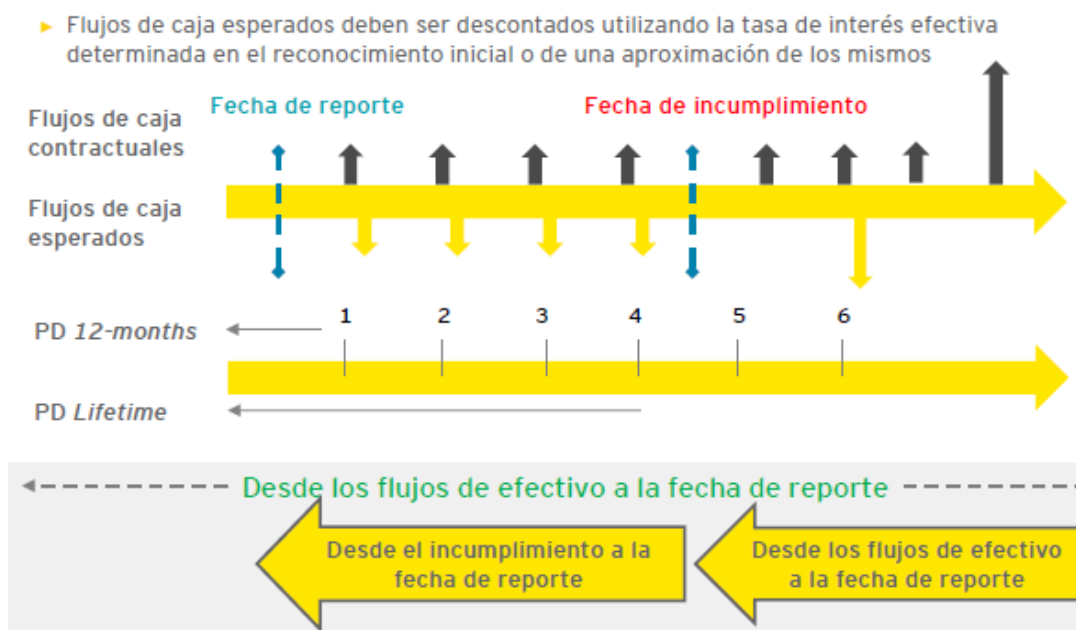 ► Flujos de caja esperados deben ser descontados utilizando la tasa de interés efectiva
determinada en el reconocimiento inicial o de una aproximación de los mismos
Fecha de reporte
Fecha de incumplimiento
Flujos de caja
contractuales
Flujos de caja
esperados
PD 12-months
1 2 3 4 5 6
PD Lifetime
Desde los flujos de efectivo a la fecha de reporte
Desde el incumplimiento a la
fecha de reporte
Desde los flujos de efectivo
a la fecha de reporte